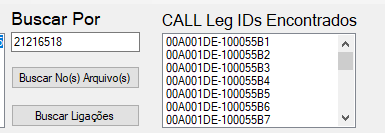 Buscar Por
21216518
Buscar No(s) Arquivo(s)
Buscar Ligações
CALL Leg IDs Encontrados
00A001DE-100055B1
00A001DE-100055B2
00A001DE-100055B3
00A001DE-100055B4
00A001DE-100055B5
00A001DE-100055B6
00A001DE-100055B7